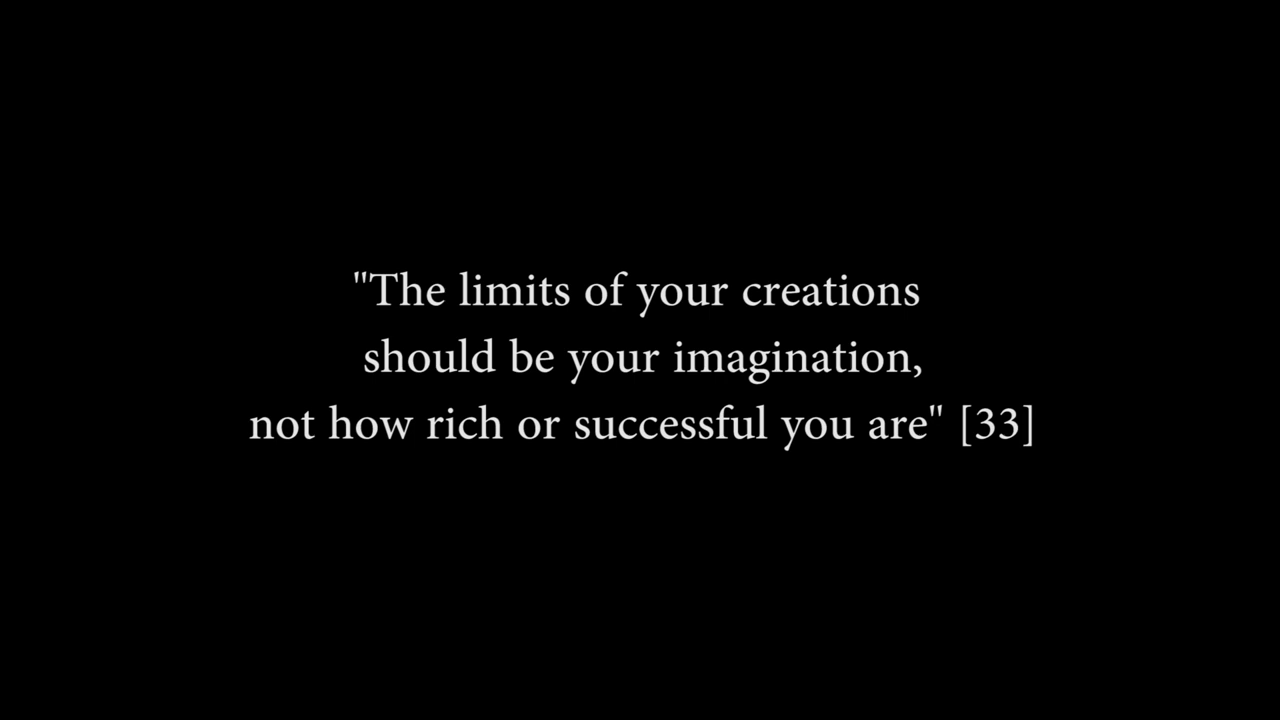 "The limits of your creations
should be your imagination,
not how rich or successful you are" [33]